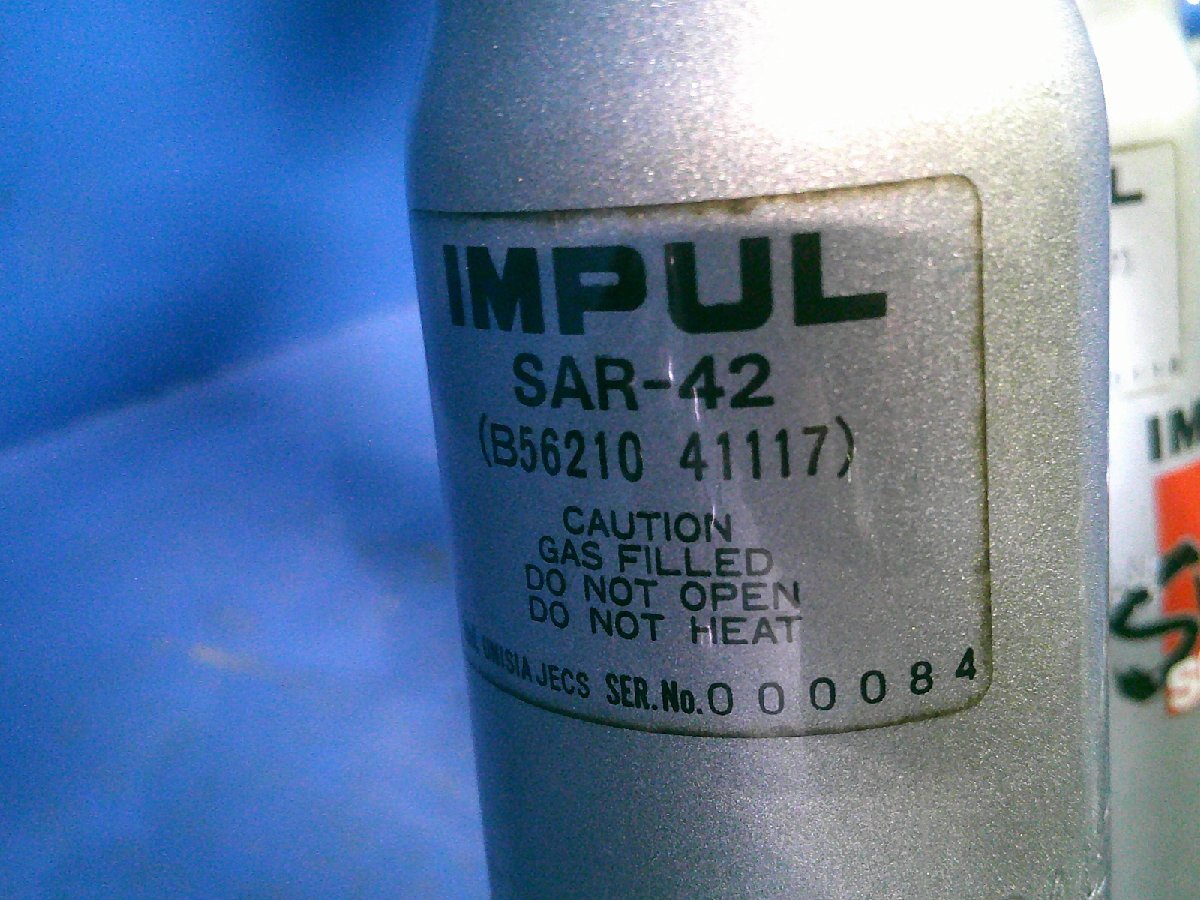 IMPUL
SAR-42
(B56210 41117)
CAUTION
GAS FILLED
DO NOT OPEN
DO NOT HEAT
UNISIA JECS SER.No.000084